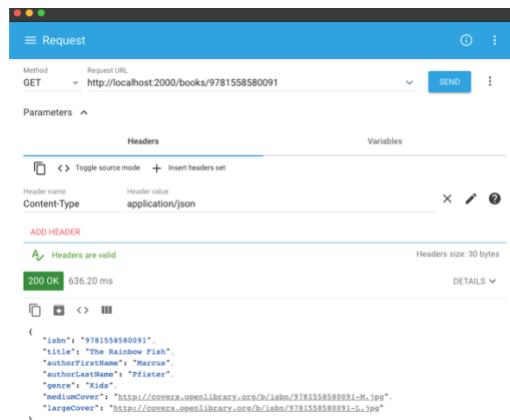 Request
Method Request URL
GET http://localhost:2000/books/9781558580091 SEND
Parameters
Headers Variables
<> Toggle source mode + Insert headers set
Header name Header value
Content-Type application/json
ADD HEADER
Headers are valid Headers size: 30 bytes
200 OK 636.20 ms DETAILS
{
"isbn": "9781558580091",
"title": "The Rainbow Fish",
"authorFirstName": "Marcus",
"authorLastName": "Pfister",
"genre": "Kids",
"mediumCover": "http://covers.openlibrary.org/b/isbn/9781558580091-M.jpg",
"largeCover": "http://covers.openlibrary.org/b/isbn/9781558580091-L.jpg"
}